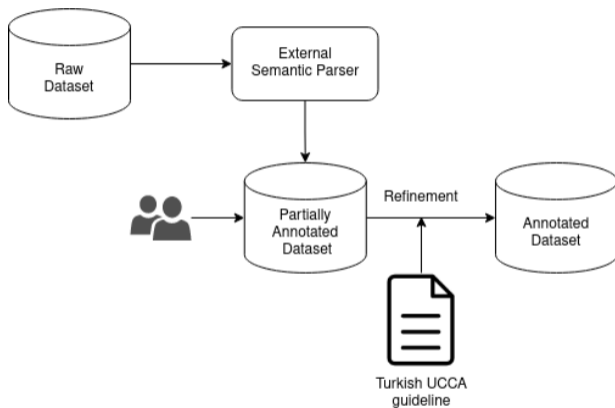 Raw
Dataset
External
Semantic Parser
Partially
Annotated
Dataset
Refinement
Annotated
Dataset
Turkish UCCA
guideline